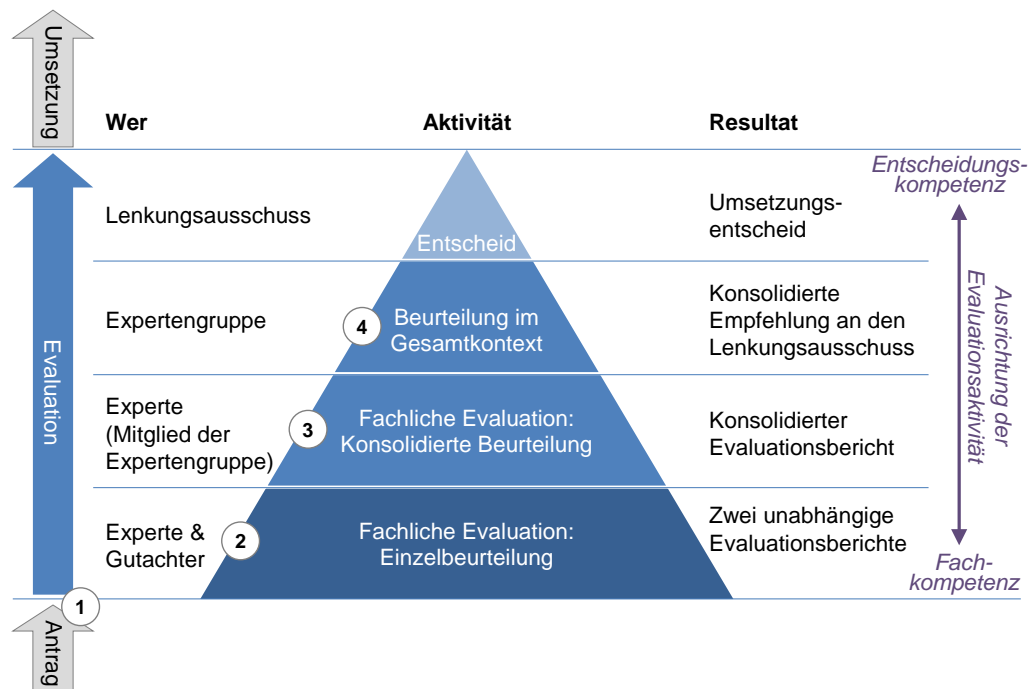 Umsetzung
Wer
Aktivität
Resultat
Entscheidungs-
kompetenz
Lenkungsausschuss
Entscheid
Umsetzungs-
entscheid
Expertengruppe
4
Beurteilung im
Gesamtkontext
Konsolidierte
Empfehlung an den
Lenkungsausschuss
Evaluation
Ausrichtung der
Evaluationsaktivität
Experte
(Mitglied der
Expertengruppe)
3
Fachliche Evaluation:
Konsolidierte Beurteilung
Konsolidierter
Evaluationsbericht
Experte &
Gutachter
2
Fachliche Evaluation:
Einzelbeurteilung
Zwei unabhängige
Evaluationsberichte
Fach-
kompetenz
1
Antrag